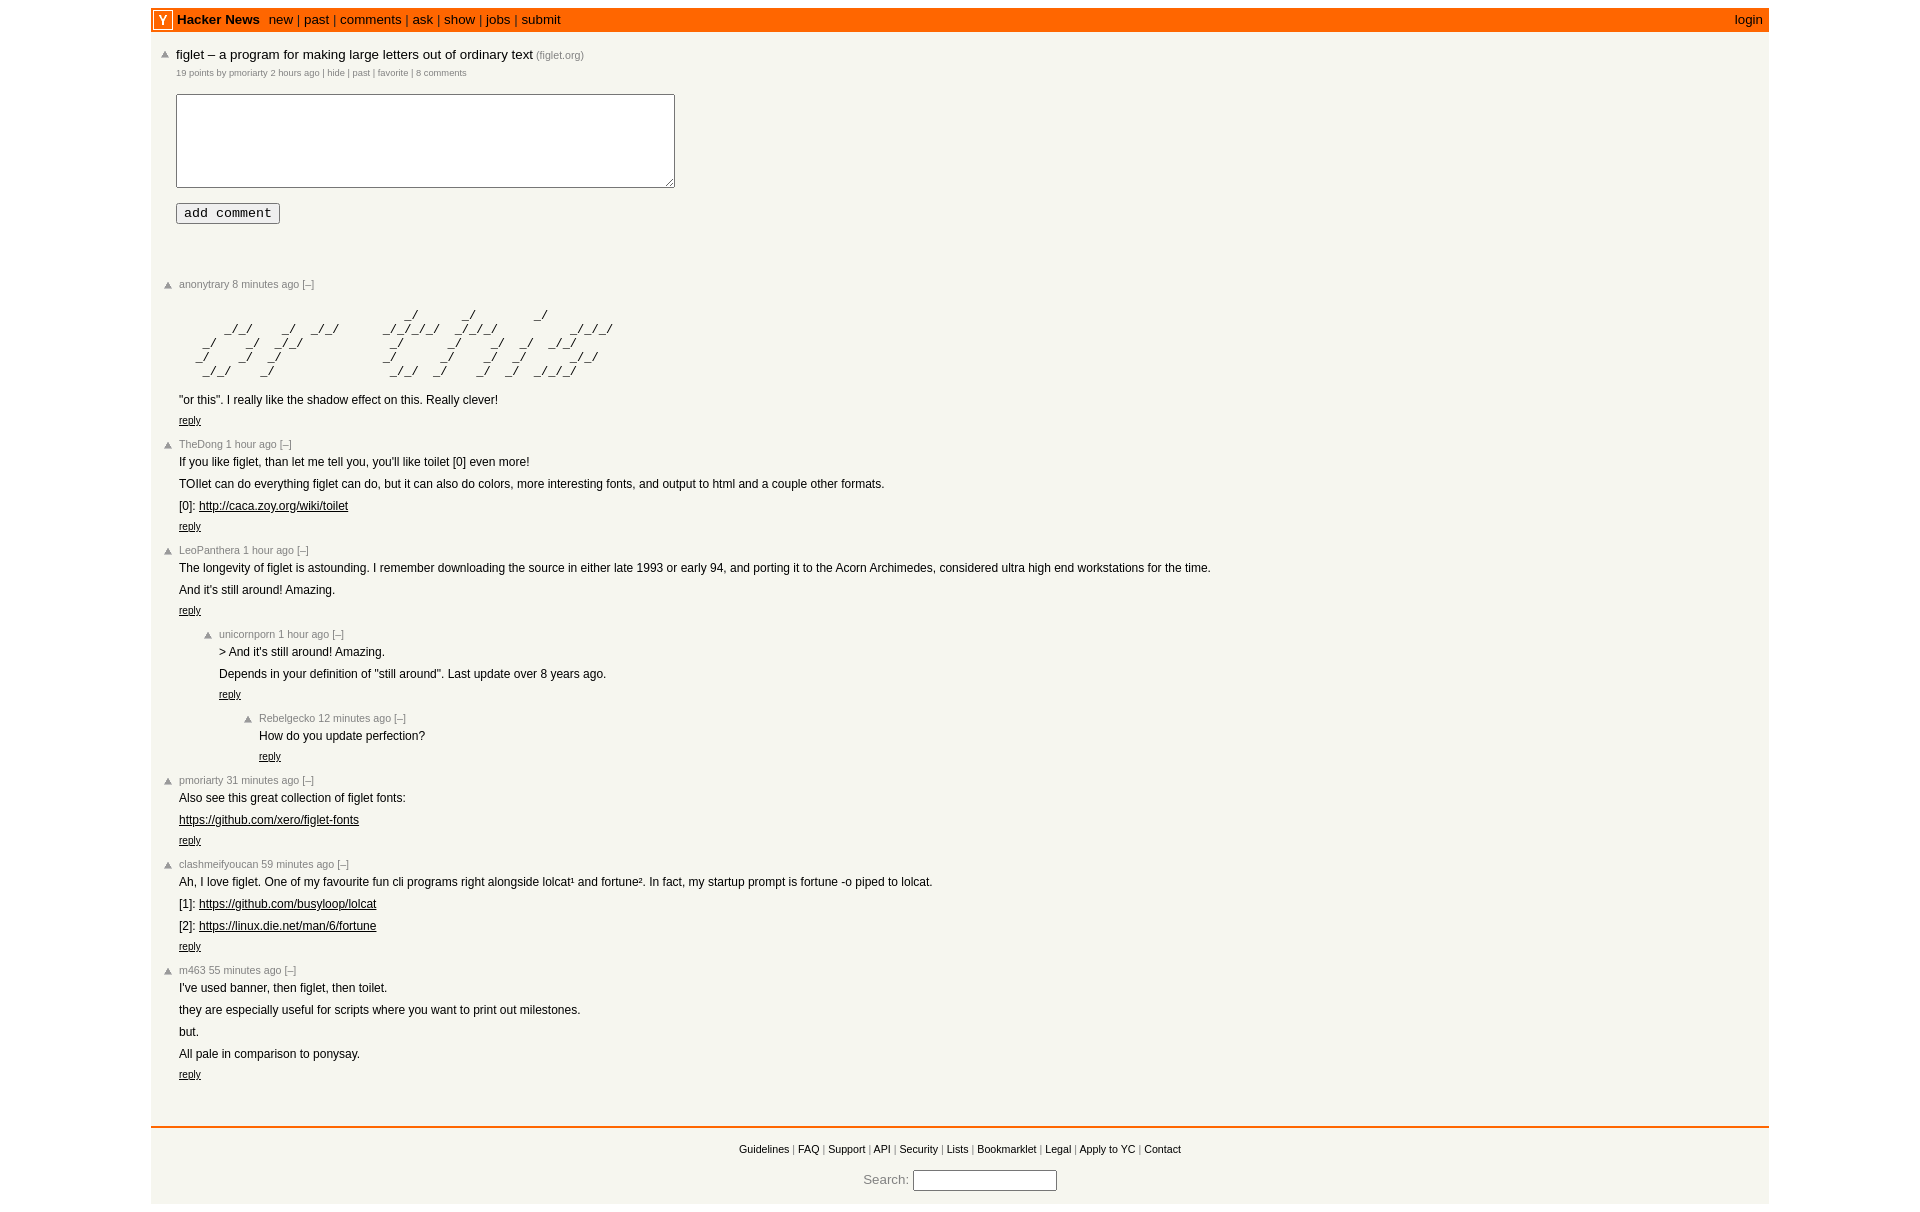 Y Hacker News new | past | comments | ask | show | jobs | submit login
figlet – a program for making large letters out of ordinary text (figlet.org)
19 points by pmoriarty 2 hours ago | hide | past | favorite | 8 comments
add comment
anonytrary 8 minutes ago [–]
                             _/      _/        _/
    _/_/    _/  _/_/      _/_/_/_/  _/_/_/          _/_/_/
 _/    _/  _/_/            _/      _/    _/  _/  _/_/
_/    _/  _/              _/      _/    _/  _/      _/_/
 _/_/    _/                _/_/  _/    _/  _/  _/_/_/
"or this". I really like the shadow effect on this. Really clever!
reply
TheDong 1 hour ago [–]
If you like figlet, than let me tell you, you'll like toilet [0] even more!
TOIlet can do everything figlet can do, but it can also do colors, more interesting fonts, and output to html and a couple other formats.
[0]: http://caca.zoy.org/wiki/toilet
reply
LeoPanthera 1 hour ago [–]
The longevity of figlet is astounding. I remember downloading the source in either late 1993 or early 94, and porting it to the Acorn Archimedes, considered ultra high end workstations for the time.
And it's still around! Amazing.
reply
unicornporn 1 hour ago [–]
> And it's still around! Amazing.
Depends in your definition of "still around". Last update over 8 years ago.
reply
Rebelgecko 12 minutes ago [–]
How do you update perfection?
reply
pmoriarty 31 minutes ago [–]
Also see this great collection of figlet fonts:
https://github.com/xero/figlet-fonts
reply
clashmeifyoucan 59 minutes ago [–]
Ah, I love figlet. One of my favourite fun cli programs right alongside lolcat¹ and fortune². In fact, my startup prompt is fortune -o piped to lolcat.
[1]: https://github.com/busyloop/lolcat
[2]: https://linux.die.net/man/6/fortune
reply
m463 55 minutes ago [–]
I've used banner, then figlet, then toilet.
they are especially useful for scripts where you want to print out milestones.
but.
All pale in comparison to ponysay.
reply
Guidelines | FAQ | Support | API | Security | Lists | Bookmarklet | Legal | Apply to YC | Contact
Search: